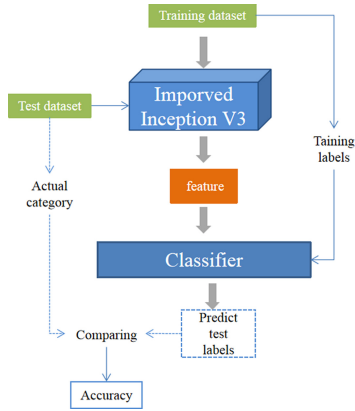 Training dataset
Test dataset
Imporved
Inception V3
Taining
labels
feature
Actual
category
Classifier
Predict
test
labels
Comparing
Accuracy